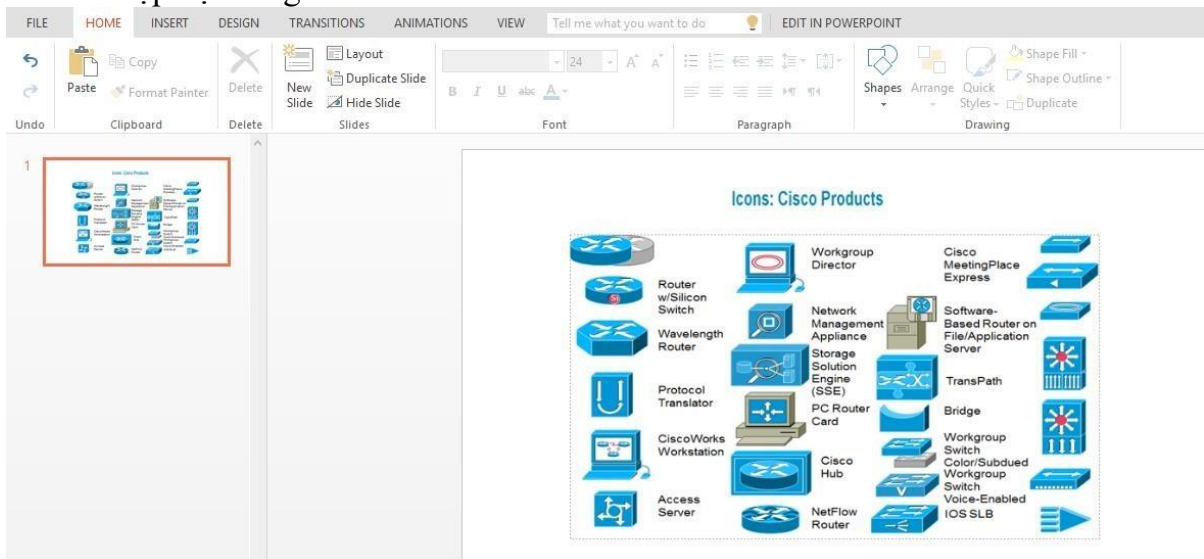 FILE HOME INSERT DESIGN TRANSITIONS ANIMATIONS VIEW Tell me what you want to do EDIT IN POWERPOINT
Paste
Copy
Format Painter
Delete
New
Slide
Layout
Duplicate Slide
Hide Slide
24
B I U abc A
Shapes
Arrange
Quick
Styles
Shape Fill
Shape Outline
Duplicate
Undo Clipboard Delete Slides Font Paragraph Drawing
1
Icons: Cisco Products
Router
w/Silicon
Switch
Wavelength
Router
Protocol
Translator
CiscoWorks
Workstation
Access
Server
Workgroup
Director
Network
Management
Appliance
Storage
Solution
Engine
(SSE)
PC Router
Card
Cisco
Hub
NetFlow
Router
Cisco
MeetingPlace
Express
Software-
Based Router on
File/Application
Server
TransPath
Bridge
Workgroup
Switch
Color/Subdued
Workgroup
Switch
Voice-Enabled
IOS SLB
Si
V